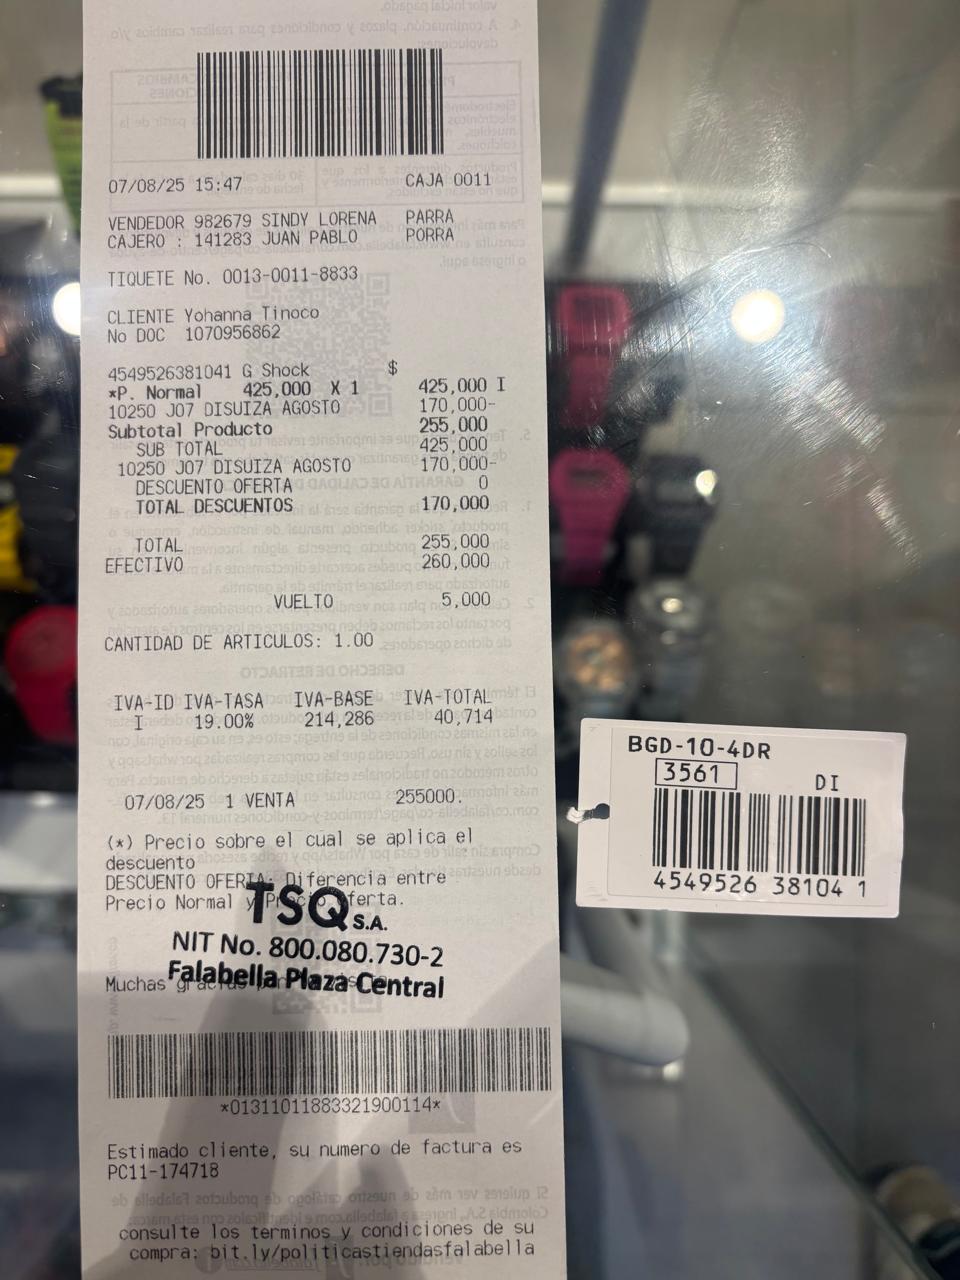 07/08/25 15:47 CAJA 0011
VENDEDOR 982679 SINDY LORENA PARRA
CAJERO : 141283 JUAN PABLO PORRA
TIQUETE No. 0013-0011-8833
CLIENTE Yohanna Tinoco
No DOC 1070956862
4549526381041 G Shock $
*P. Normal 425,000 X 1 425,000 I
10250 J07 DISUIZA AGOSTO 170,000-
Subtotal Producto 255,000
SUB TOTAL 425,000
10250 J07 DISUIZA AGOSTO 170,000-
DESCUENTO OFERTA 0
TOTAL DESCUENTOS 170,000
TOTAL 255,000
EFECTIVO 260,000
VUELTO 5,000
CANTIDAD DE ARTICULOS: 1.00
IVA-ID IVA-TASA IVA-BASE IVA-TOTAL
I 19.00% 214,286 40,714
07/08/25 1 VENTA 255000.
(*) Precio sobre el cual se aplica el
descuento
DESCUENTO OFERTA: Diferencia entre
Precio Normal y Precio Oferta.
TSQ S.A.
NIT No. 800.080.730-2
Falabella Plaza Central
Muchas gracias
*01311011883321900114*
Estimado cliente, su numero de factura es
PC11-174718
consulte los terminos y condiciones de su
compra: bit.ly/politicastiendasfalabella
BGD-10-4DR
3561 DI
4549526 38104 1